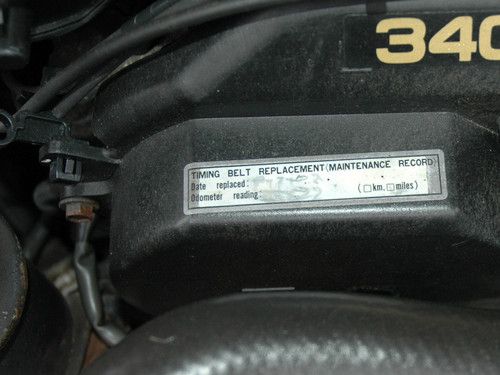 340
TIMING BELT REPLACEMENT(MAINTENANCE RECORD
Date replaced:
Odometer reading: (□km. □miles)